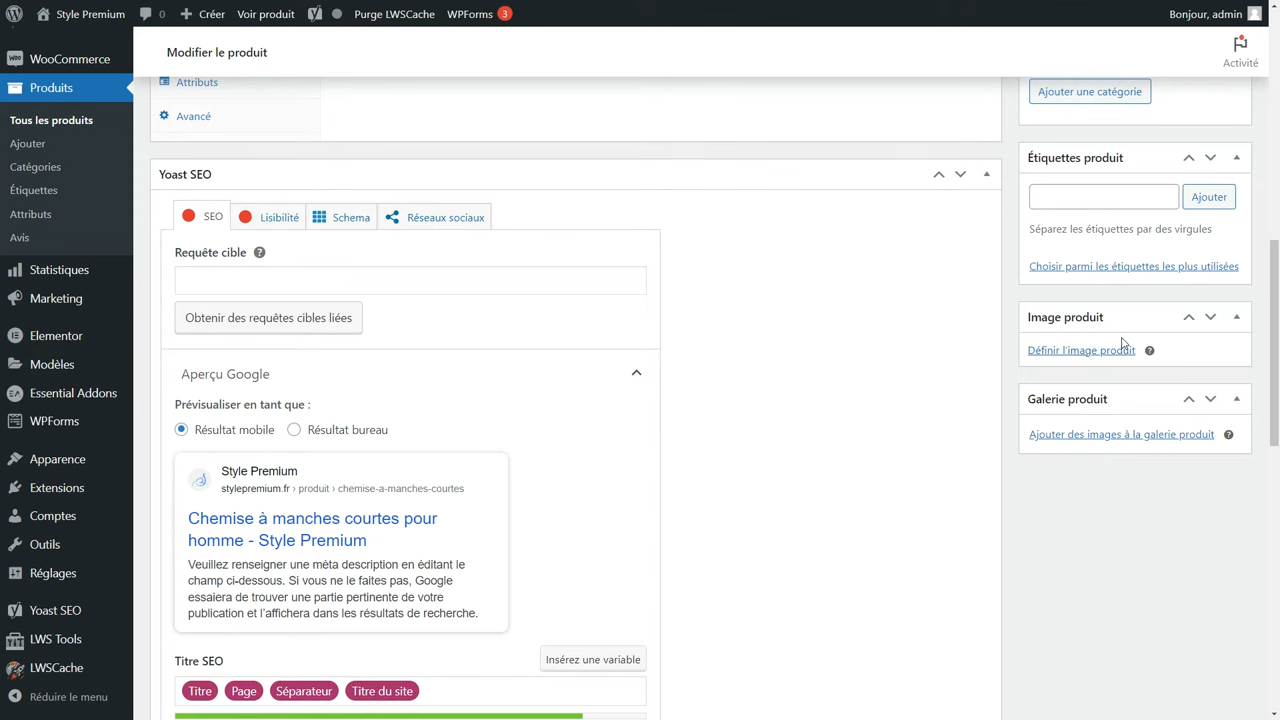 Style Premium
0
Créer
Voir produit
Purge LWSCache
WPForms
3
Bonjour, admin
WooCommerce
Produits
Tous les produits
Ajouter
Catégories
Étiquettes
Attributs
Avis
Statistiques
Marketing
Elementor
Modèles
Essential Addons
WPForms
Apparence
Extensions
Comptes
Outils
Réglages
Yoast SEO
LWS Tools
LWSCache
Réduire le menu
Modifier le produit
Activité
Attributs
Avancé
Yoast SEO
SEO
Lisibilité
Schema
Réseaux sociaux
Requête cible
Obtenir des requêtes cibles liées
Aperçu Google
Prévisualiser en tant que :
Résultat mobile
Résultat bureau
Style Premium
stylepremium.fr › produit › chemise-a-manches-courtes
Chemise à manches courtes pour
homme - Style Premium
Veuillez renseigner une méta description en éditant le
champ ci-dessous. Si vous ne le faites pas, Google
essaiera de trouver une partie pertinente de votre
publication et l'affichera dans les résultats de recherche.
Titre SEO
Insérez une variable
Titre
Page
Séparateur
Titre du site
Ajouter une catégorie
Étiquettes produit
Ajouter
Séparez les étiquettes par des virgules
Choisir parmi les étiquettes les plus utilisées
Image produit
Définir l'image produit
Galerie produit
Ajouter des images à la galerie produit